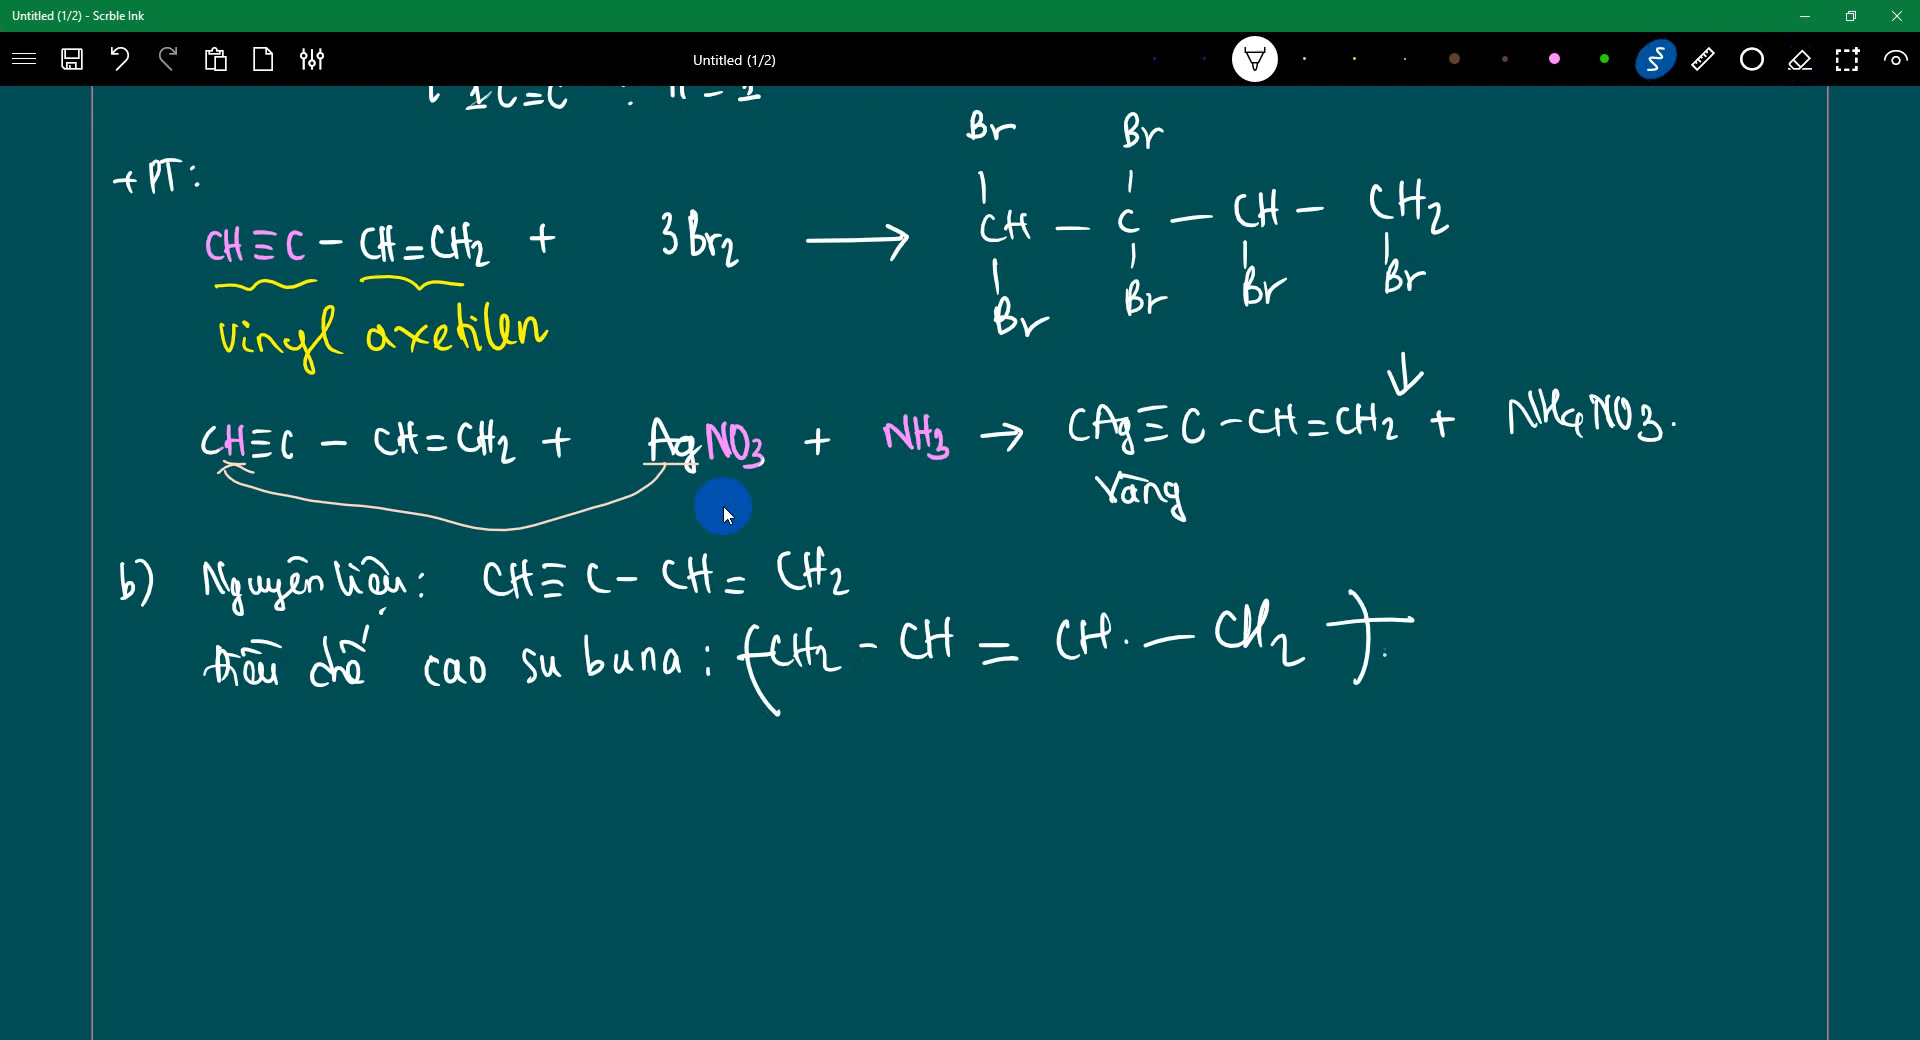 Untitled (1/2) - Scrble Ink
Untitled (1/2)
1C=C : π = 1
+ PT:
CH≡C - CH=CH2 + 3Br2 → CH - C - CH - CH2
Br Br
Br Br Br Br
vinyl axetilen
CH≡C - CH=CH2 + AgNO3 + NH3 → CAg≡C - CH=CH2 ↓ + NH4NO3.
vàng
b) Nguyên liệu: CH≡C - CH=CH2
điều chế cao su buna: (CH2 - CH = CH - CH2)